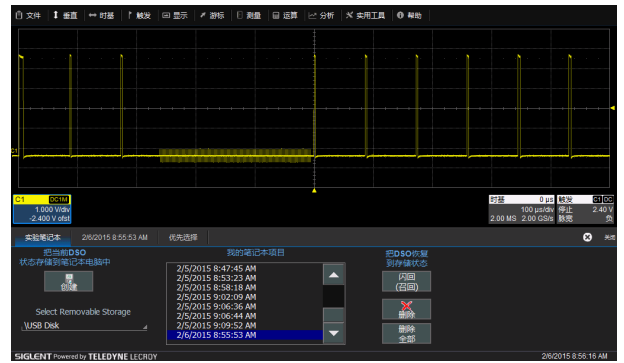 文件 垂直 时基 触发 显示 游标 测量 运算 分析 实用工具 帮助
C1
C1 DC1M
1.000 V/div
-2.400 V ofst
时基 0 µs
100 µs/div
2.00 MS 2.00 GS/s
触发 C1 DC
停止 2.40 V
脉宽 负
实验笔记本 2/6/2015 8:55:53 AM 优先选择 关闭
把当前DSO
状态存储到笔记本电脑中
创建
Select Removable Storage
\USB Disk
我的笔记本项目
2/5/2015 8:47:45 AM
2/5/2015 8:53:23 AM
2/5/2015 8:58:18 AM
2/5/2015 9:02:09 AM
2/5/2015 9:06:36 AM
2/5/2015 9:06:44 AM
2/5/2015 9:09:52 AM
2/6/2015 8:55:53 AM
把DSO恢复
到存储状态
闪回
(召回)
删除
删除
全部
SIGLENT Powered by TELEDYNE LECROY 2/6/2015 8:56:16 AM